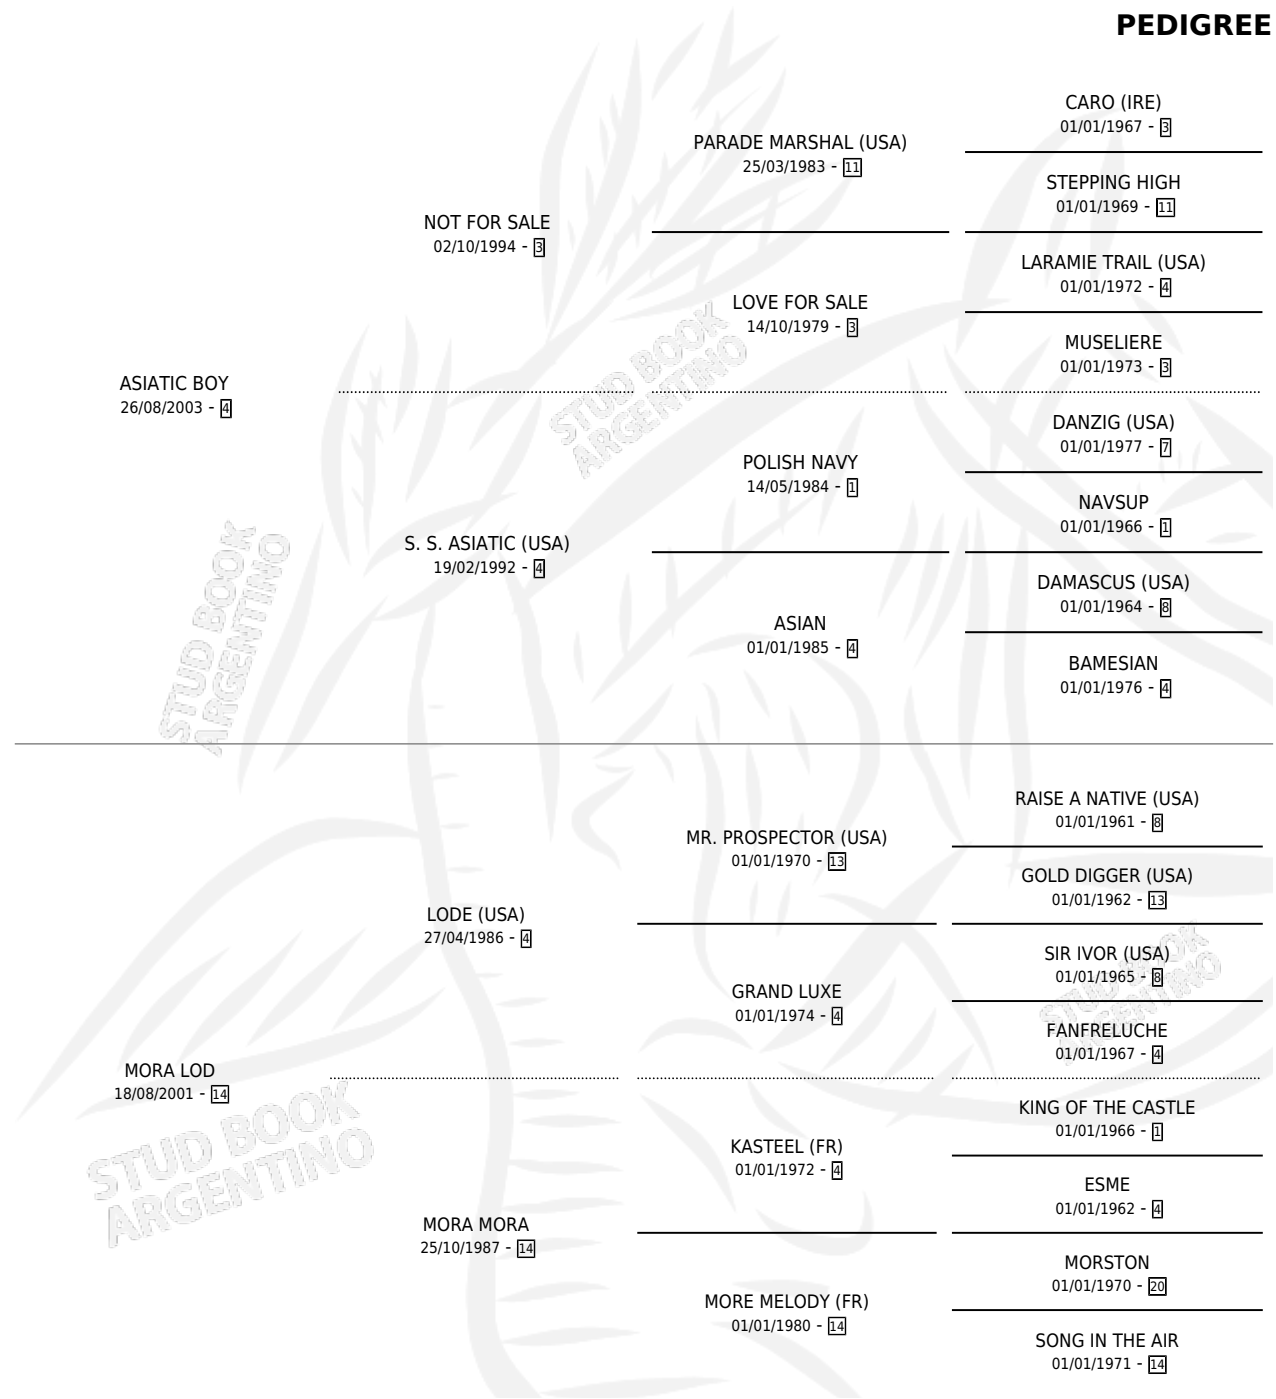 PEDIGREE
CARO (IRE)
01/01/1967 - 3
PARADE MARSHAL (USA)
25/03/1983 - 11
STEPPING HIGH
01/01/1969 - 11
NOT FOR SALE
02/10/1994 - 3
LARAMIE TRAIL (USA)
01/01/1972 - 4
LOVE FOR SALE
14/10/1979 - 3
MUSELIERE
01/01/1973 - 3
STUD BOOK
ARGENTINO
ASIATIC BOY
26/08/2003 - 4
DANZIG (USA)
01/01/1977 - 7
POLISH NAVY
14/05/1984 - 1
NAVSUP
01/01/1966 - 1
S. S. ASIATIC (USA)
19/02/1992 - 4
DAMASCUS (USA)
01/01/1964 - 8
ASIAN
01/01/1985 - 4
BAMESIAN
01/01/1976 - 4
STUD BOOK
ARGENTINO
RAISE A NATIVE (USA)
01/01/1961 - 8
MR. PROSPECTOR (USA)
01/01/1970 - 13
GOLD DIGGER (USA)
01/01/1962 - 13
LODE (USA)
27/04/1986 - 4
SIR IVOR (USA)
01/01/1965 - 8
GRAND LUXE
01/01/1974 - 4
FANFRELUCHE
01/01/1967 - 4
STUD BOOK
ARGENTINO
MORA LOD
18/08/2001 - 14
KING OF THE CASTLE
01/01/1966 - 1
KASTEEL (FR)
01/01/1972 - 4
ESME
01/01/1962 - 4
STUD BOOK
ARGENTINO
MORA MORA
25/10/1987 - 14
MORSTON
01/01/1970 - 20
MORE MELODY (FR)
01/01/1980 - 14
SONG IN THE AIR
01/01/1971 - 14